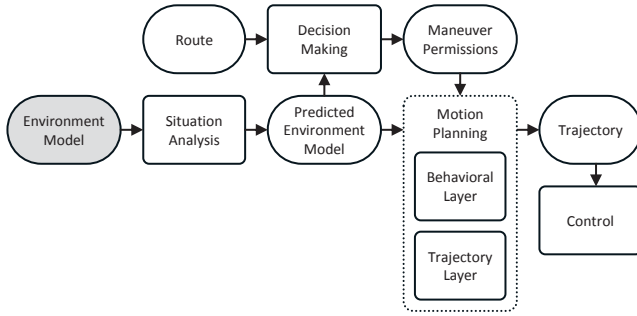 Route
Decision
Making
Maneuver
Permissions
Environment
Model
Situation
Analysis
Predicted
Environment
Model
Motion
Planning
Behavioral
Layer
Trajectory
Layer
Trajectory
Control